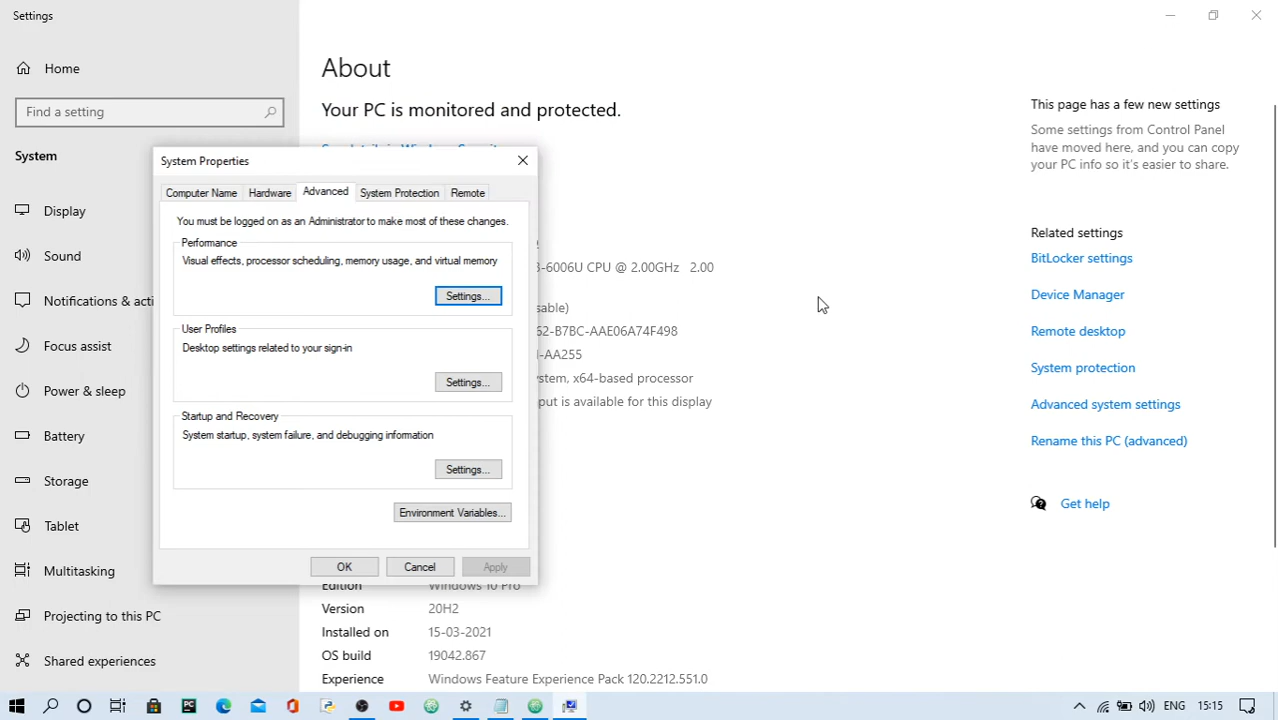 Settings
Home
Find a setting
System
Display
Sound
Notifications & acti
Focus assist
Power & sleep
Battery
Storage
Tablet
Multitasking
Projecting to this PC
Shared experiences
About
Your PC is monitored and protected.
System Properties
Computer Name
Hardware
Advanced
System Protection
Remote
You must be logged on as an Administrator to make most of these changes.
Performance
Visual effects, processor scheduling, memory usage, and virtual memory
Settings...
User Profiles
Desktop settings related to your sign-in
Settings...
Startup and Recovery
System startup, system failure, and debugging information
Settings...
Environment Variables...
OK
Cancel
Apply
-6006U CPU @ 2.00GHz 2.00
sable)
62-B7BC-AAE06A74F498
-AA255
stem, x64-based processor
put is available for this display
Edition Windows 10 Pro
Version 20H2
Installed on 15-03-2021
OS build 19042.867
Experience Windows Feature Experience Pack 120.2212.551.0
This page has a few new settings
Some settings from Control Panel
have moved here, and you can copy
your PC info so it's easier to share.
Related settings
BitLocker settings
Device Manager
Remote desktop
System protection
Advanced system settings
Rename this PC (advanced)
Get help
ENG
15:15